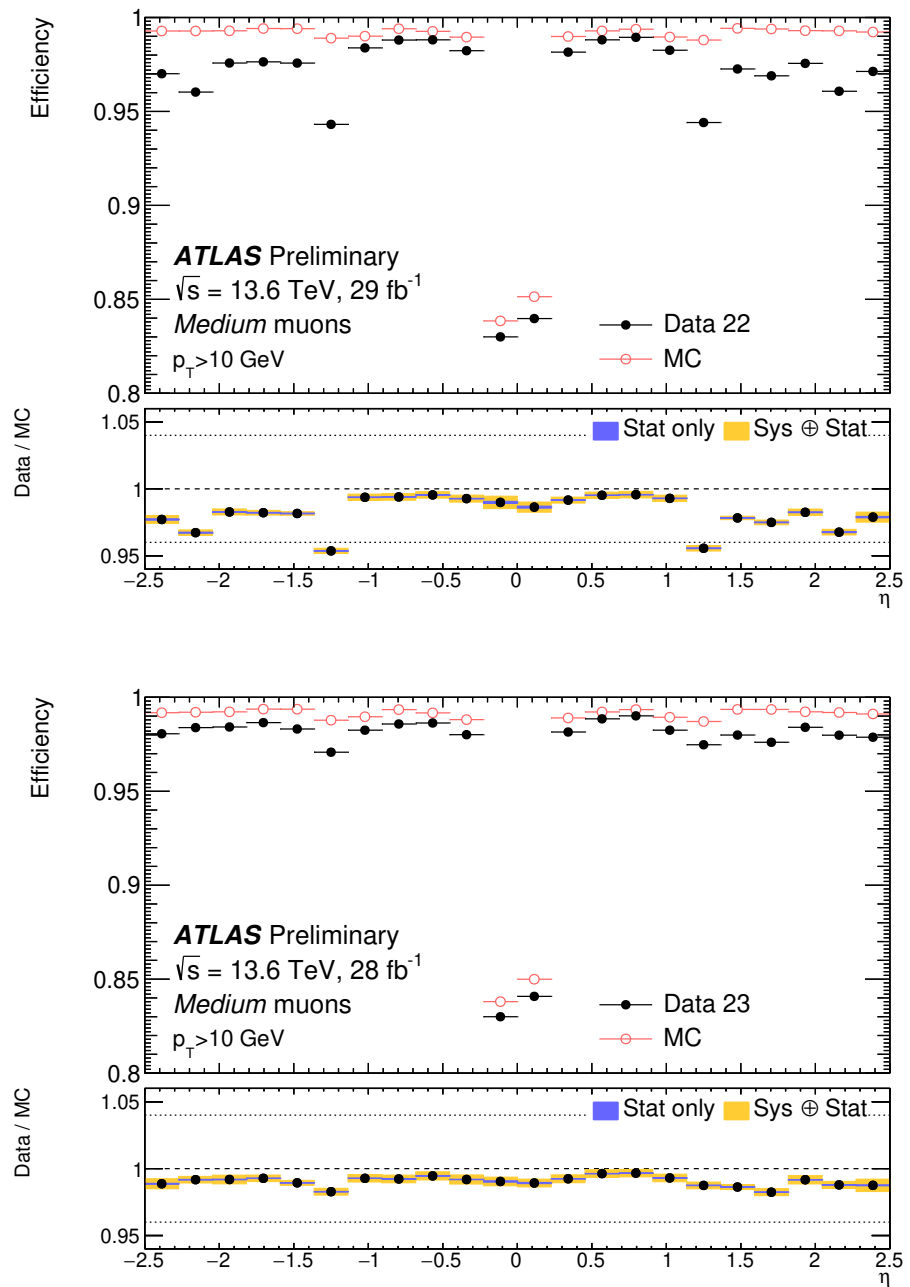 Efficiency
1
0.95
0.9
0.85
0.8
ATLAS Preliminary
√s = 13.6 TeV, 29 fb⁻¹
Medium muons
p_T>10 GeV
Data 22
MC
Data / MC
1.05
1
0.95
Stat only
Sys ⊕ Stat
−2.5 −2 −1.5 −1 −0.5 0 0.5 1 1.5 2 2.5
η
Efficiency
1
0.95
0.9
0.85
0.8
ATLAS Preliminary
√s = 13.6 TeV, 28 fb⁻¹
Medium muons
p_T>10 GeV
Data 23
MC
Data / MC
1.05
1
0.95
Stat only
Sys ⊕ Stat
−2.5 −2 −1.5 −1 −0.5 0 0.5 1 1.5 2 2.5
η